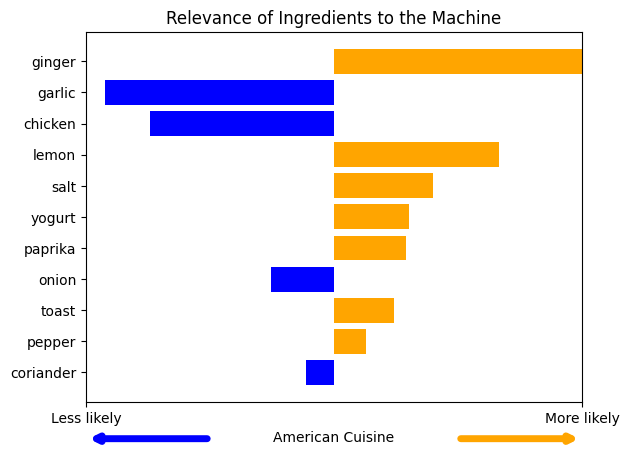 Relevance of Ingredients to the Machine
ginger
garlic
chicken
lemon
salt
yogurt
paprika
onion
toast
pepper
coriander
Less likely
More likely
American Cuisine